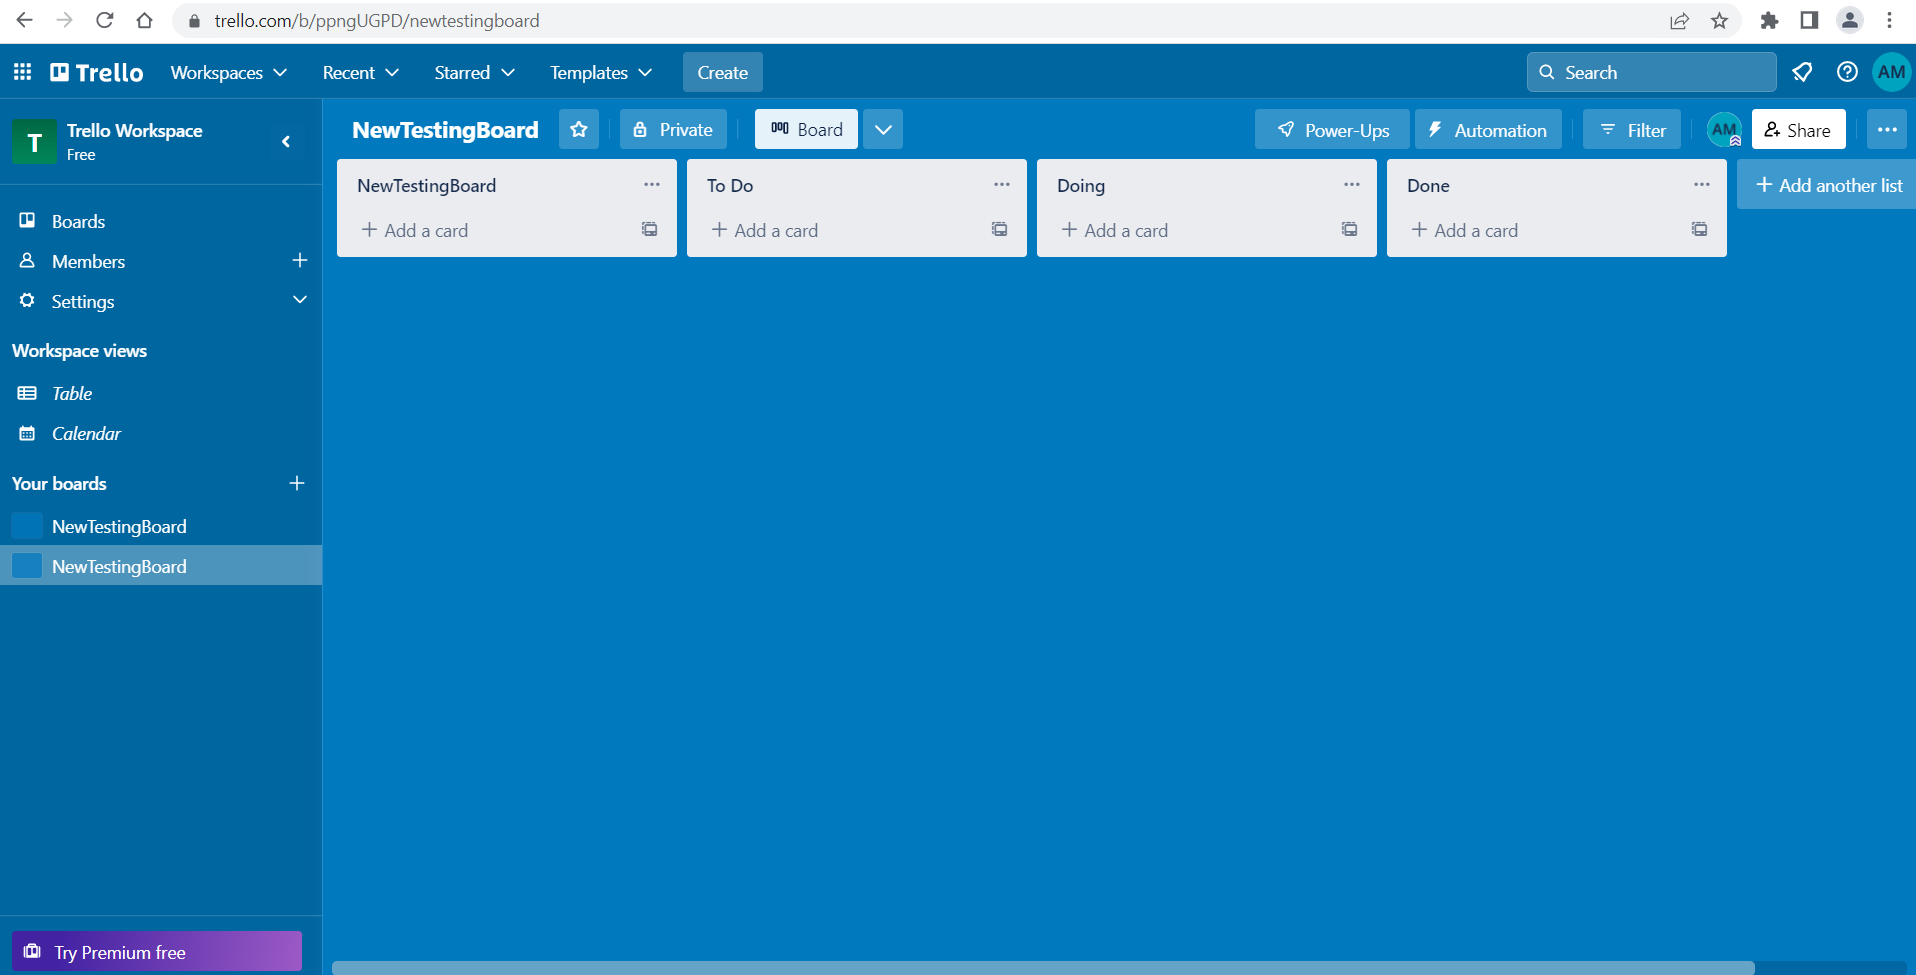 trello.com/b/ppngUGPD/newtestingboard
Trello Workspaces Recent Starred Templates Create Search AM
T Trello Workspace
Free
NewTestingBoard Private Board Power-Ups Automation Filter AM Share
NewTestingBoard
Add a card
To Do
Add a card
Doing
Add a card
Done
Add a card
Add another list
Boards
Members
Settings
Workspace views
Table
Calendar
Your boards
NewTestingBoard
NewTestingBoard
Try Premium free